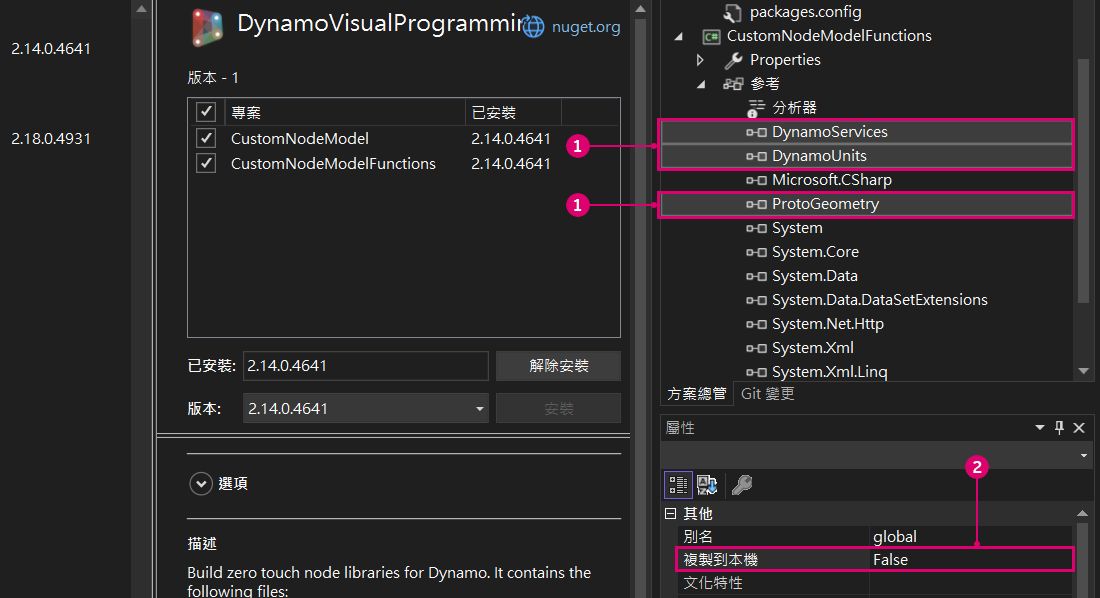 2.14.0.4641
2.18.0.4931
DynamoVisualProgrammin
nuget.org
版本 - 1
專案 已安裝
CustomNodeModel 2.14.0.4641
CustomNodeModelFunctions 2.14.0.4641
已安裝: 2.14.0.4641 解除安裝
版本: 2.14.0.4641 安裝
選項
描述
Build zero touch node libraries for Dynamo. It contains the
following files:
packages.config
C# CustomNodeModelFunctions
Properties
參考
分析器
1
DynamoServices
DynamoUnits
Microsoft.CSharp
1
ProtoGeometry
System
System.Core
System.Data
System.Data.DataSetExtensions
System.Net.Http
System.Xml
System.Xml.Linq
方案總管 Git 變更
屬性
2
其他
別名 global
複製到本機 False
文化特性